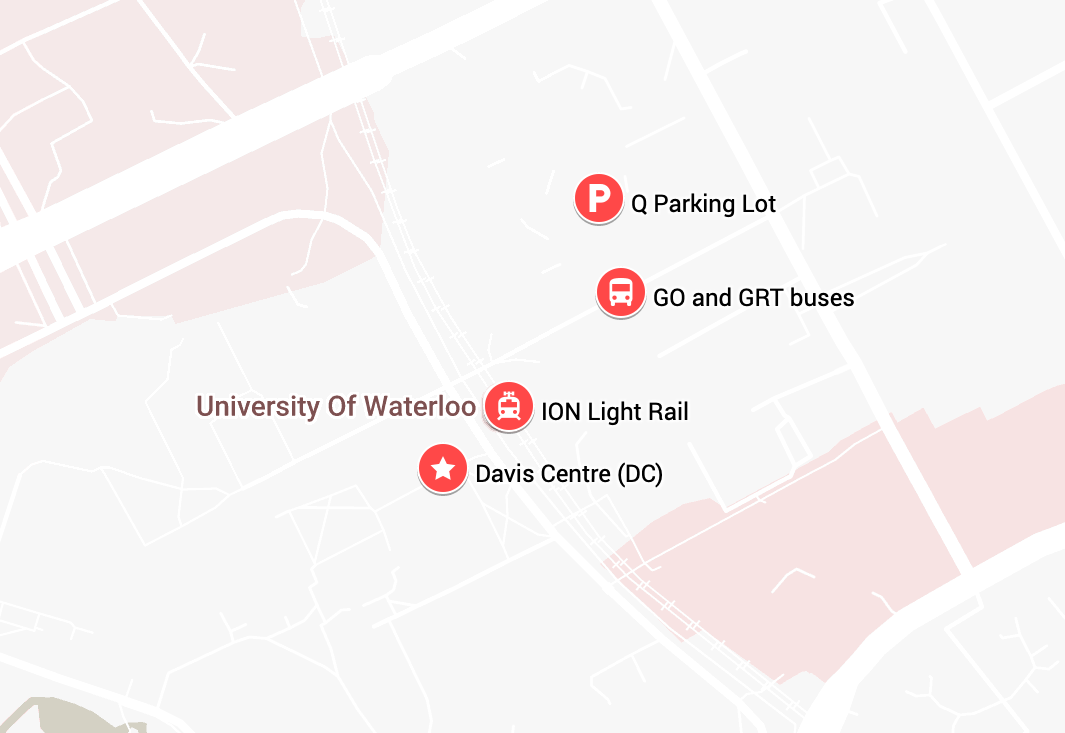 P
Q Parking Lot
GO and GRT buses
University Of Waterloo
ION Light Rail
Davis Centre (DC)